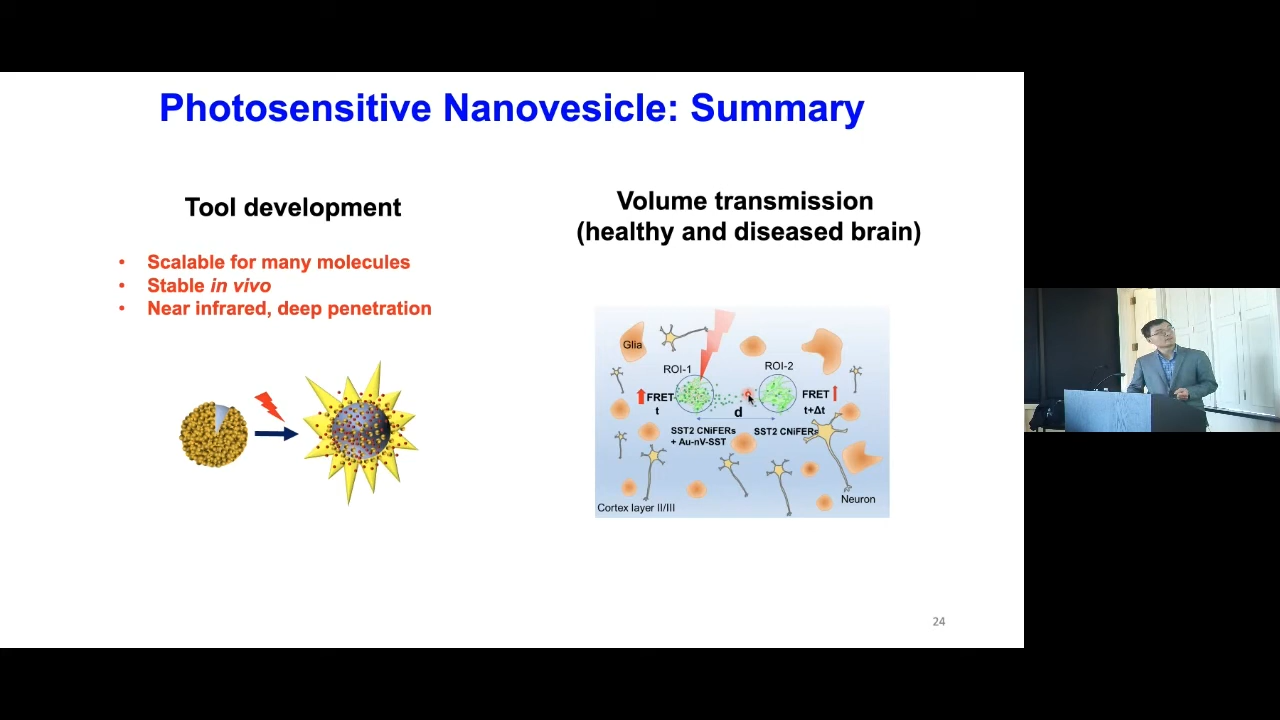 Photosensitive Nanovesicle: Summary
Tool development
• Scalable for many molecules
• Stable in vivo
• Near infrared, deep penetration
Volume transmission
(healthy and diseased brain)
Glia
ROI-1
ROI-2
FRET
t
d
FRET
t+Δt
SST2 CNiFERs
+ Au-nV-SST
SST2 CNiFERs
Neuron
Cortex layer II/III
24